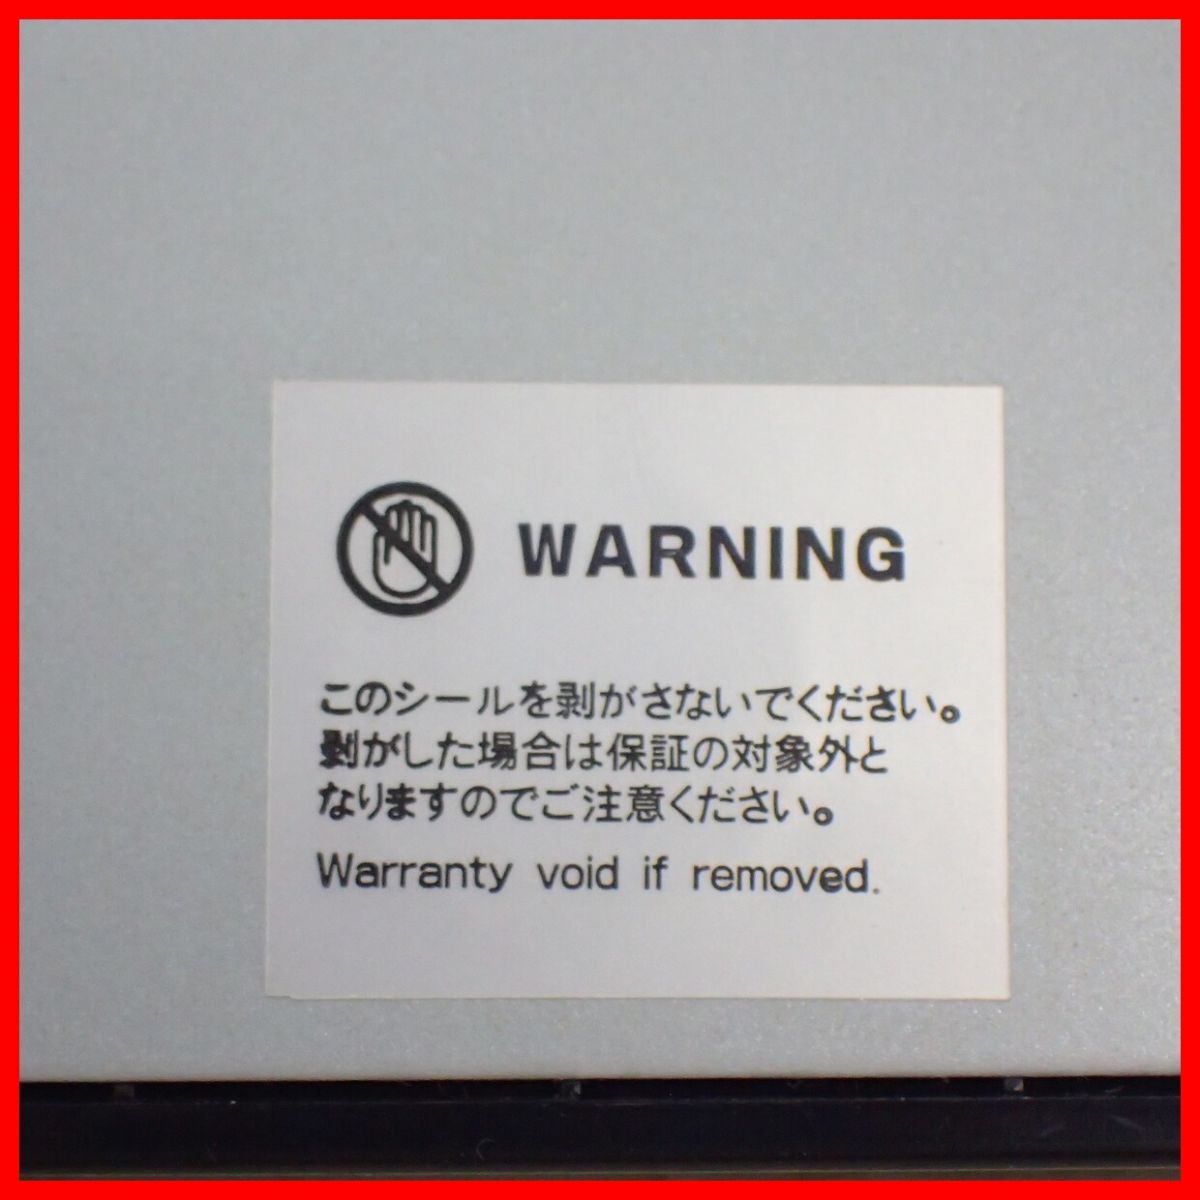 WARNING
このシールを剥がさないでください。
剥がした場合は保証の対象外と
なりますのでご注意ください。
Warranty void if removed.